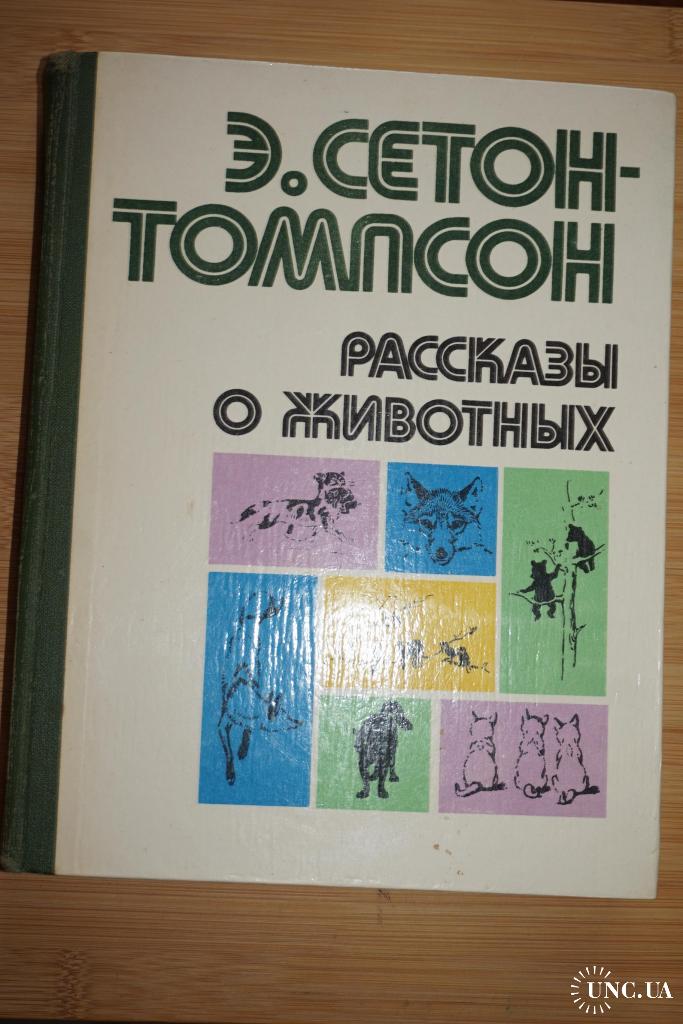 Э. СЕТОН-
ТОМПСОН
РАССКАЗЫ
О ЖИВОТНЫХ
UNC.UA